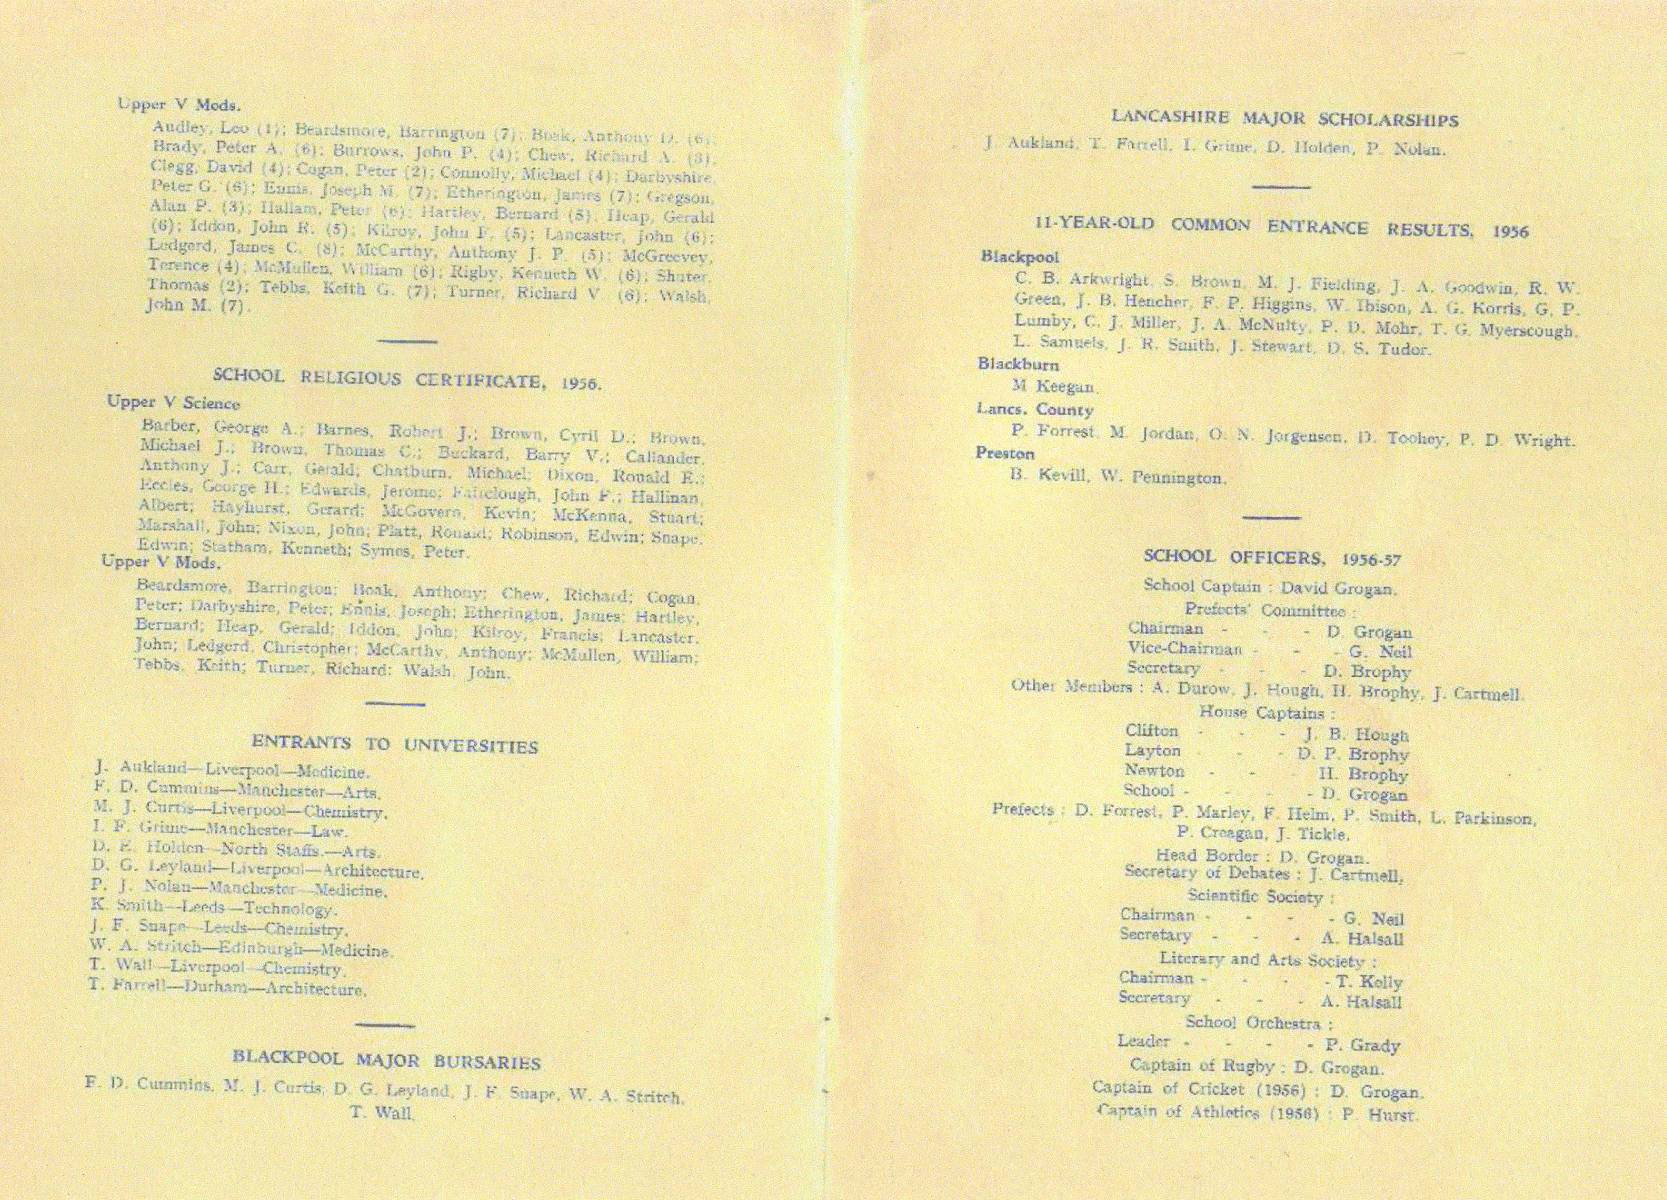 Upper V Mods.
Audley, Leo (1); Beardsmore, Barrington (7); Boak, Anthony D. (6);
Brady, Peter A. (6); Burrows, John P. (4); Chew, Richard A. (3),
Clegg, David (4); Cogan, Peter (2); Connolly, Michael (4); Darbyshire,
Peter G. (6); Ennis, Joseph M. (7); Etherington, James (7); Gregson,
Alan P. (3); Hallam, Peter (6); Hartley, Bernard (5), Heap, Gerald
(6); Iddon, John R. (5); Kilroy, John F. (5); Lancaster, John (6);
Ledgerd, James C. (8); McCarthy, Anthony J. P. (5); McGreevey,
Terence (4); McMullen, William (6); Rigby, Kenneth W. (6); Shuter,
Thomas (2); Tebbs, Keith G. (7); Turner, Richard V. (6); Walsh,
John M. (7).
SCHOOL RELIGIOUS CERTIFICATE, 1956.
Upper V Science
Barber, George A.; Barnes, Robert J.; Brown, Cyril D.; Brown,
Michael J.; Brown, Thomas C.; Buckard, Barry V.; Callander,
Anthony J.; Carr, Gerald; Chatburn, Michael; Dixon, Ronald E.;
Eccles, George H.; Edwards, Jerome; Fairclough, John F.; Hallinan,
Albert; Hayhurst, Gerard; McGovern, Kevin; McKenna, Stuart;
Marshall, John; Nixon, John; Platt, Ronald; Robinson, Edwin; Snape,
Edwin; Statham, Kenneth; Symes, Peter.
Upper V Mods.
Beardsmore, Barrington; Boak, Anthony; Chew, Richard; Cogan,
Peter; Darbyshire, Peter; Ennis, Joseph; Etherington, James; Hartley,
Bernard; Heap, Gerald; Iddon, John; Kilroy, Francis; Lancaster,
John; Ledgerd, Christopher; McCarthy, Anthony; McMullen, William;
Tebbs, Keith; Turner, Richard; Walsh, John.
ENTRANTS TO UNIVERSITIES
J. Aukland—Liverpool—Medicine.
F. D. Cummins—Manchester—Arts.
M. J. Curtis—Liverpool—Chemistry.
I. F. Grime—Manchester—Law.
D. E. Holden—North Staffs.—Arts.
D. G. Leyland—Liverpool—Architecture.
P. J. Nolan—Manchester—Medicine.
K. Smith—Leeds—Technology.
J. F. Snape—Leeds—Chemistry.
W. A. Stritch—Edinburgh—Medicine.
T. Wall—Liverpool—Chemistry.
T. Farrell—Durham—Architecture.
BLACKPOOL MAJOR BURSARIES
F. D. Cummins, M. J. Curtis, D. G. Leyland, J. F. Snape, W. A. Stritch,
T. Wall.
LANCASHIRE MAJOR SCHOLARSHIPS
J. Aukland, T. Farrell, I. Grime, D. Holden, P. Nolan.
11-YEAR-OLD COMMON ENTRANCE RESULTS, 1956
Blackpool
C. B. Arkwright, S. Brown, M. J. Fielding, J. A. Goodwin, R. W.
Green, J. B. Hencher, F. P. Higgins, W. Ibison, A. G. Korris, G. P.
Lumby, C. J. Miller, J. A. McNulty, P. D. Mohr, T. G. Myerscough,
L. Samuels, J. R. Smith, J. Stewart, D. S. Tudor.
Blackburn
M Keegan.
Lancs. County
P. Forrest, M. Jordan, O. N. Jorgensen, D. Toohey, P. D. Wright.
Preston
B. Kevill, W. Pennington.
SCHOOL OFFICERS, 1956-57
School Captain : David Grogan.
Prefects' Committee :
Chairman - - - D. Grogan
Vice-Chairman - - - G. Neil
Secretary - - - D. Brophy
Other Members : A. Durow, J. Hough, H. Brophy, J. Cartmell.
House Captains :
Clifton - - - J. B. Hough
Layton - - - D. P. Brophy
Newton - - - H. Brophy
School - - - - D. Grogan
Prefects : D. Forrest, P. Marley, F. Helm, P. Smith, L. Parkinson,
P. Creagan, J. Tickle.
Head Border : D. Grogan.
Secretary of Debates : J. Cartmell.
Scientific Society :
Chairman - - - - G. Neil
Secretary - - - A. Halsall
Literary and Arts Society :
Chairman - - - - T. Kelly
Secretary - - - A. Halsall
School Orchestra :
Leader - - - - P. Grady
Captain of Rugby : D. Grogan.
Captain of Cricket (1956) : D. Grogan.
Captain of Athletics (1956) : P. Hurst.